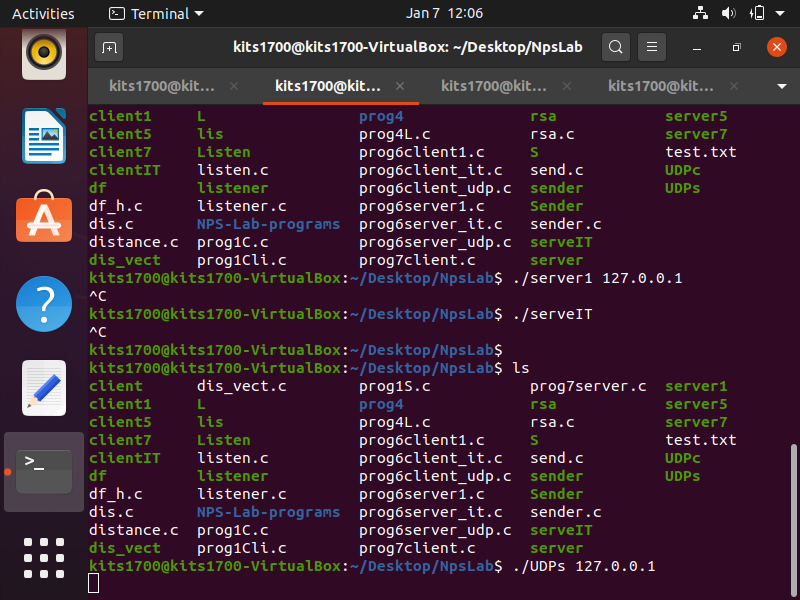 Activities Terminal Jan 7 12:06
kits1700@kits1700-VirtualBox: ~/Desktop/NpsLab
kits1700@kit... × kits1700@kit... × kits1700@kit... × kits1700@kit... ×
client1 L prog4 rsa server5
client5 lis prog4L.c rsa.c server7
client7 Listen prog6client1.c S test.txt
clientIT listen.c prog6client_it.c send.c UDPc
df listener prog6client_udp.c sender UDPs
df_h.c listener.c prog6server1.c Sender
dis.c NPS-Lab-programs prog6server_it.c sender.c
distance.c prog1C.c prog6server_udp.c serveIT
dis_vect prog1Cli.c prog7client.c server
kits1700@kits1700-VirtualBox:~/Desktop/NpsLab$ ./server1 127.0.0.1
^C
kits1700@kits1700-VirtualBox:~/Desktop/NpsLab$ ./serveIT
^C
kits1700@kits1700-VirtualBox:~/Desktop/NpsLab$
kits1700@kits1700-VirtualBox:~/Desktop/NpsLab$ ls
client dis_vect.c prog1S.c prog7server.c server1
client1 L prog4 rsa server5
client5 lis prog4L.c rsa.c server7
client7 Listen prog6client1.c S test.txt
clientIT listen.c prog6client_it.c send.c UDPc
df listener prog6client_udp.c sender UDPs
df_h.c listener.c prog6server1.c Sender
dis.c NPS-Lab-programs prog6server_it.c sender.c
distance.c prog1C.c prog6server_udp.c serveIT
dis_vect prog1Cli.c prog7client.c server
kits1700@kits1700-VirtualBox:~/Desktop/NpsLab$ ./UDPs 127.0.0.1